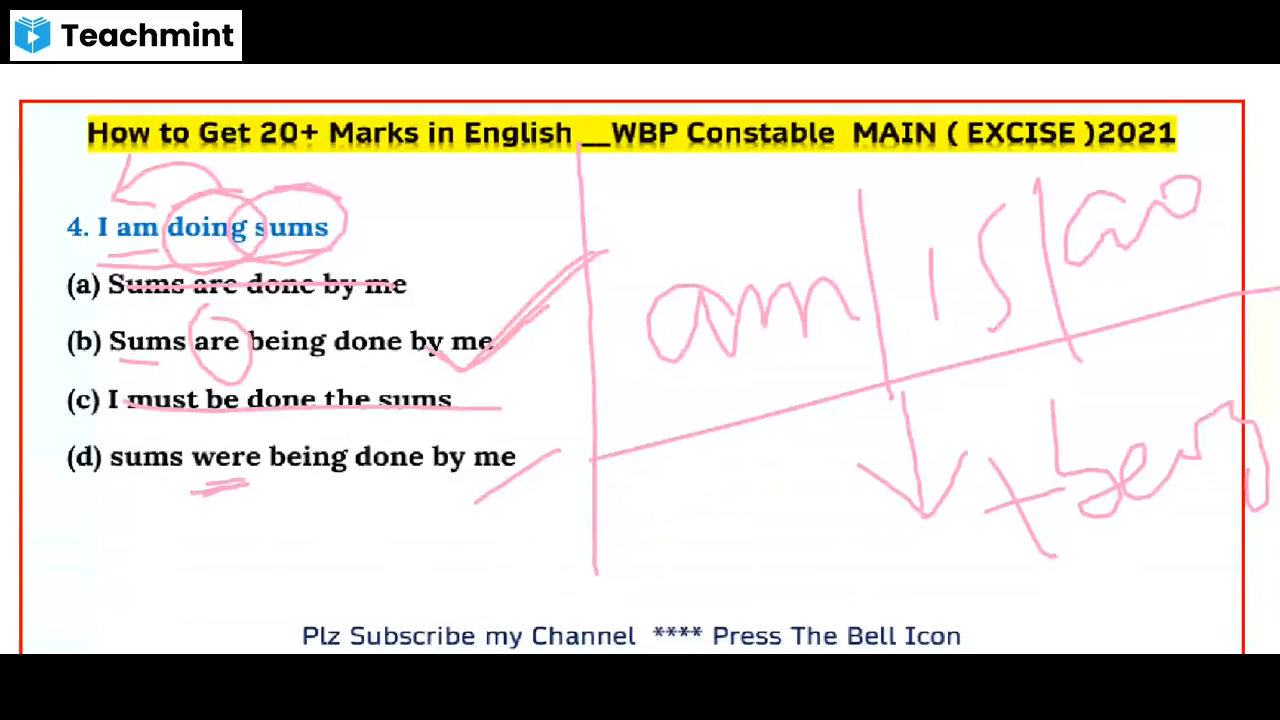 Teachmint
How to Get 20+ Marks in English __WBP Constable MAIN ( EXCISE )2021
4. I am doing sums
(a) Sums are done by me
(b) Sums are being done by me
(c) I must be done the sums
(d) sums were being done by me
am is are
+being
Plz Subscribe my Channel **** Press The Bell Icon